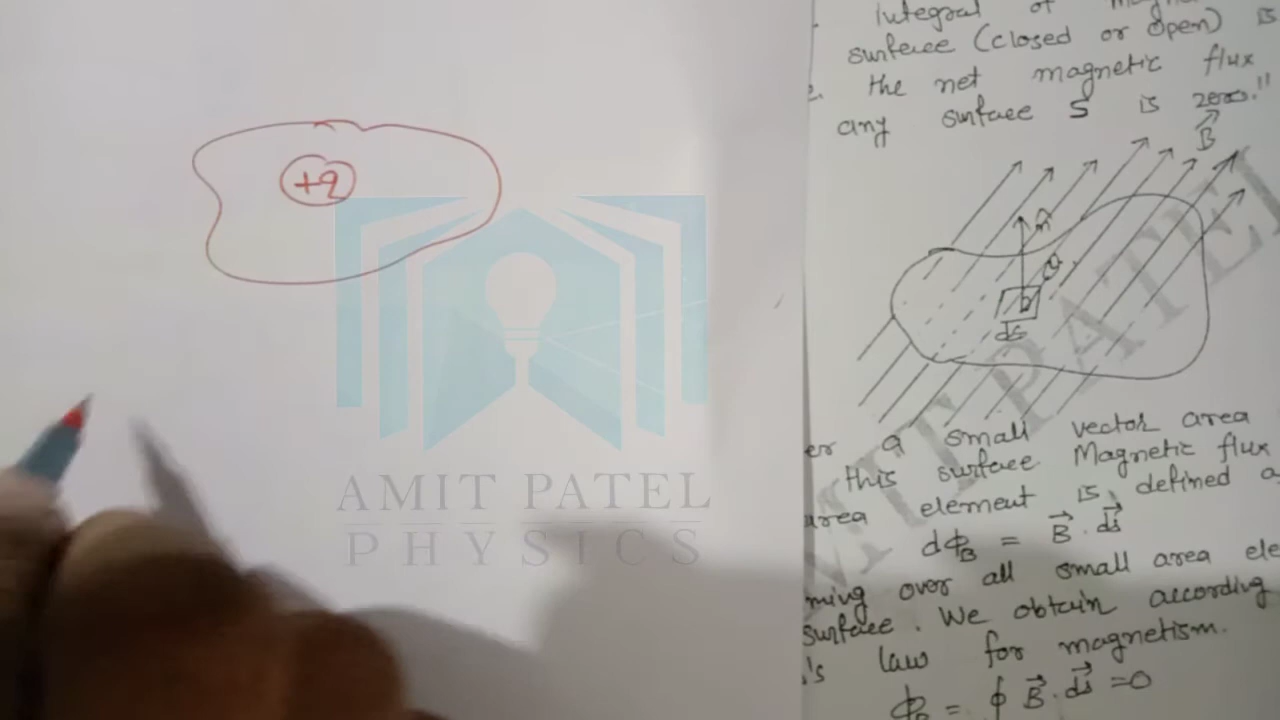 +q
AMIT PATEL
PHYSICS
integral of
surface (closed or open) is
the net magnetic flux
any surface S is zero."
B
n̂
θ
ds
a small vector area
this surface. Magnetic flux
area element is defined
dΦB = B⃗ . ds⃗
over all small area ele
surface. We obtain according
's law for magnetism.
= ∮ B⃗ . ds⃗ = 0
AMIT PATEL